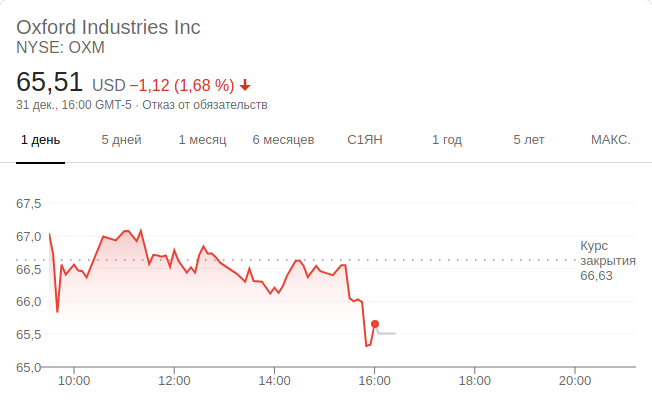 Oxford Industries Inc
NYSE: OXM
65,51 USD −1,12 (1,68 %)
31 дек., 16:00 GMT-5 · Отказ от обязательств
1 день 5 дней 1 месяц 6 месяцев С1ЯН 1 год 5 лет МАКС.
67,5
67,0
66,5
66,0
65,5
65,0
Курс
закрытия
66,63
10:00 12:00 14:00 16:00 18:00 20:00